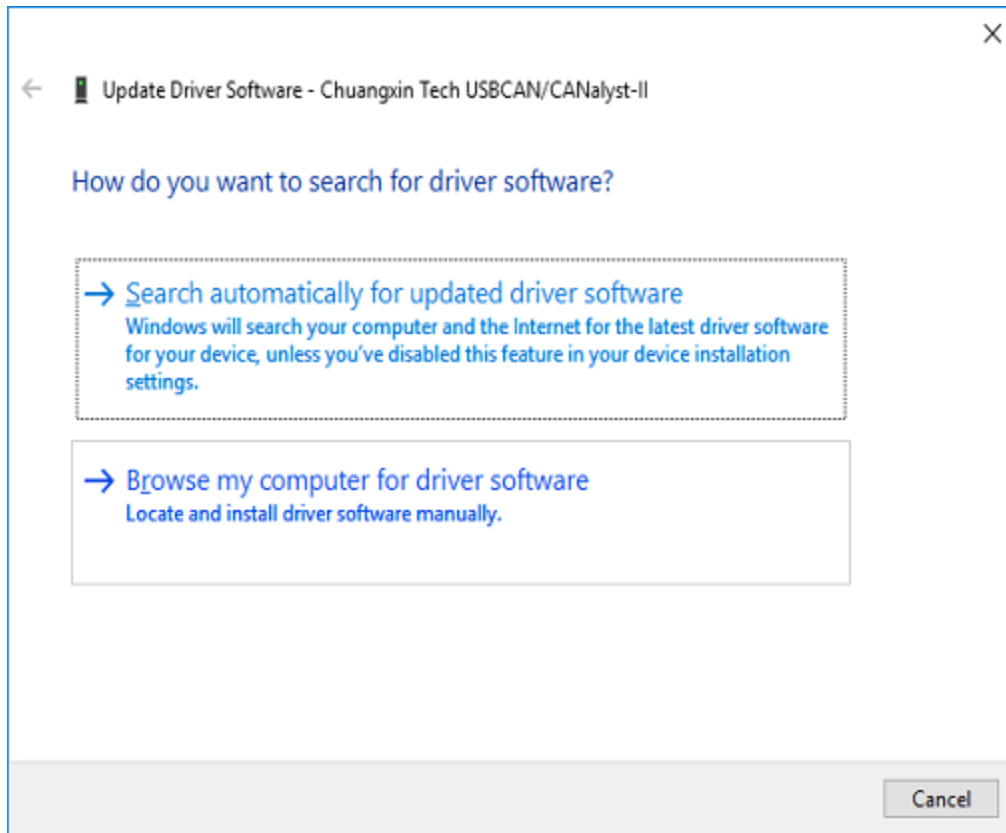 Update Driver Software - Chuangxin Tech USBCAN/CANalyst-II
How do you want to search for driver software?
Search automatically for updated driver software
Windows will search your computer and the Internet for the latest driver software
for your device, unless you've disabled this feature in your device installation
settings.
Browse my computer for driver software
Locate and install driver software manually.
Cancel